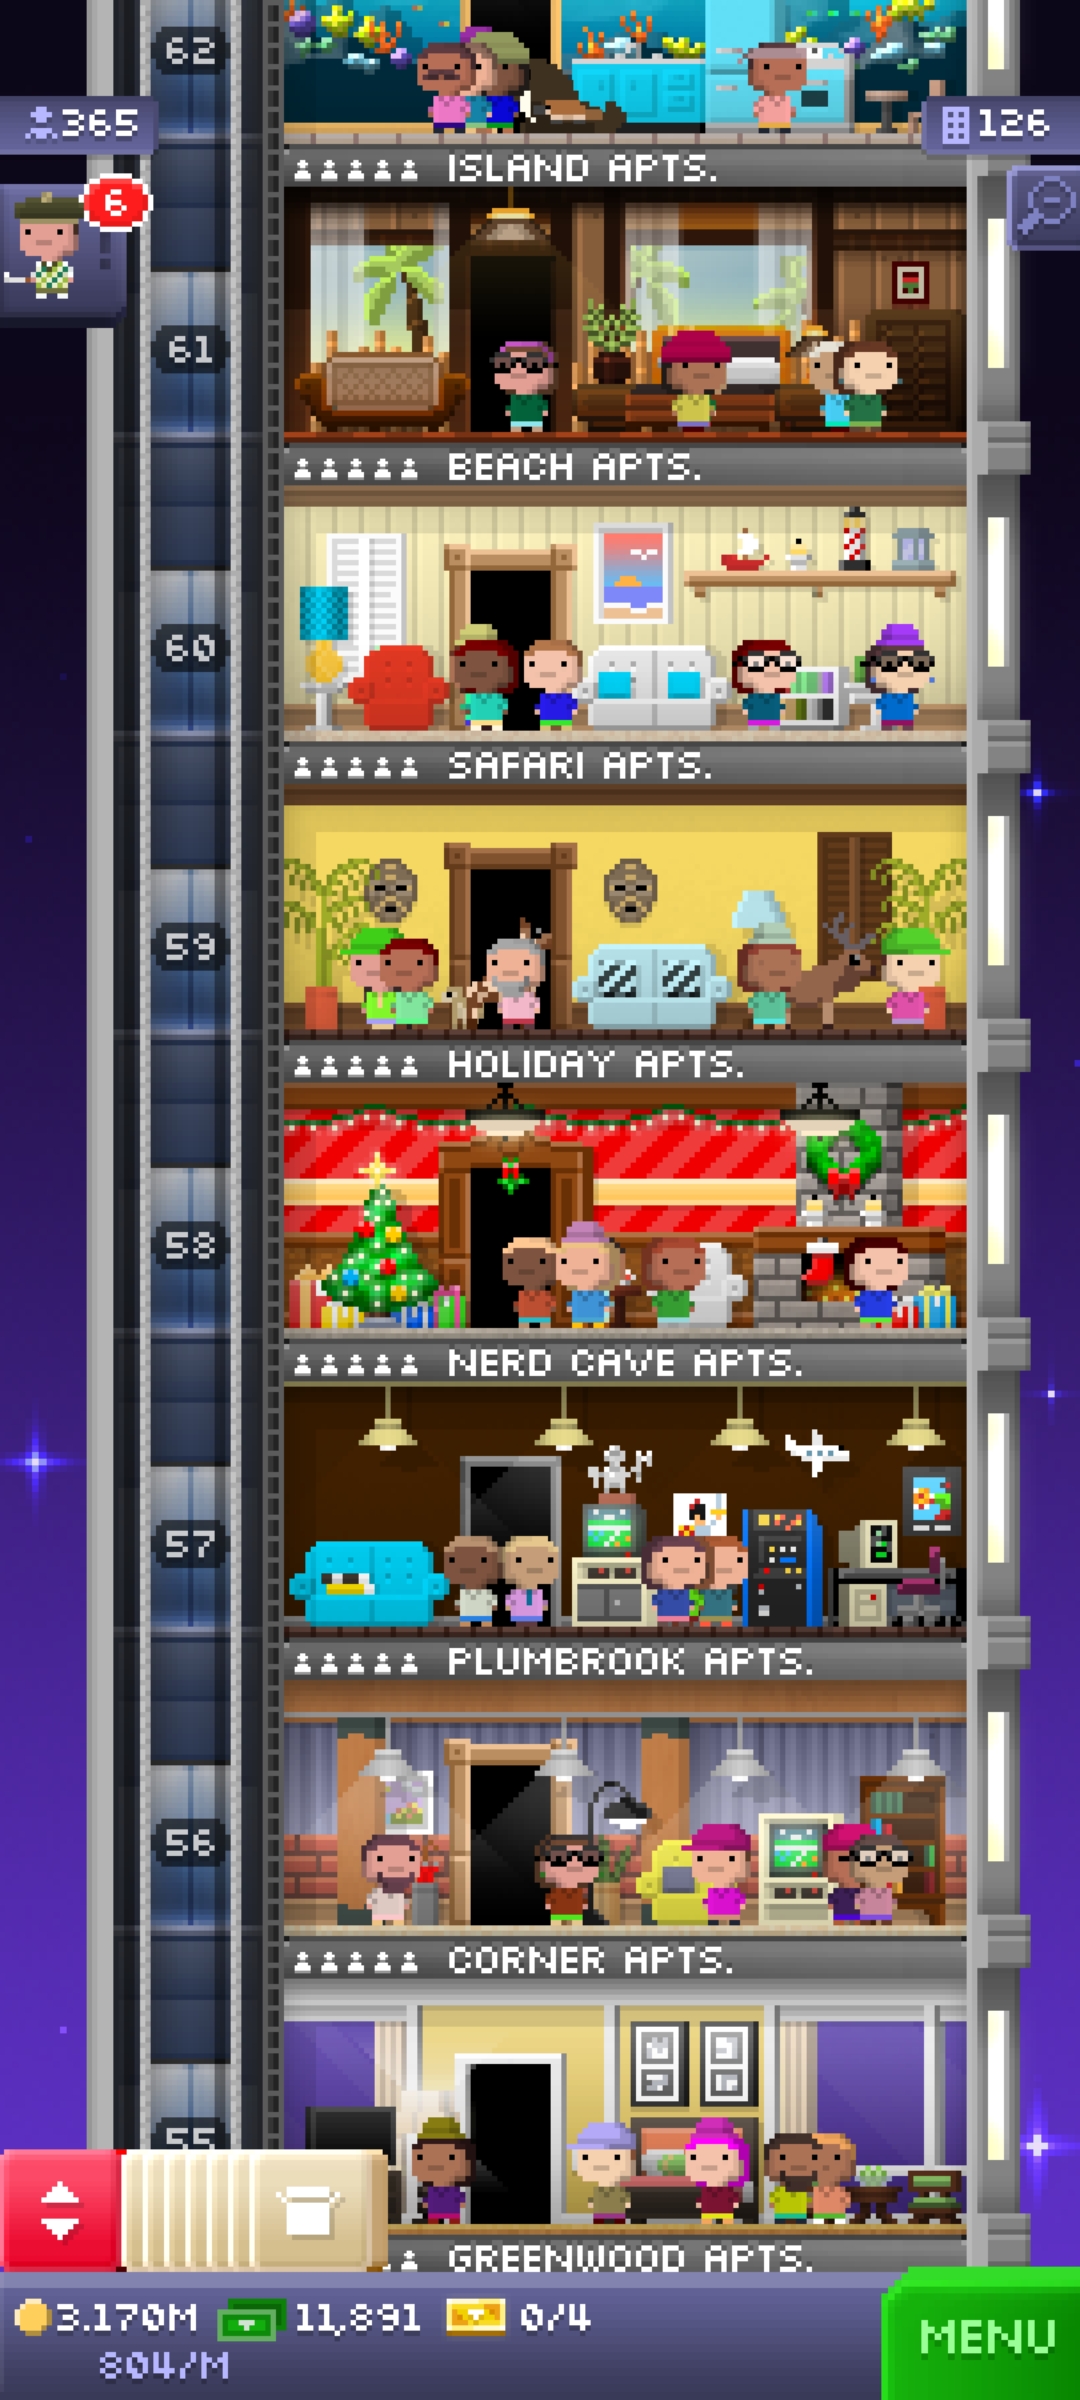 62
365
126
ISLAND APTS.
6
61
BEACH APTS.
60
SAFARI APTS.
59
HOLIDAY APTS.
58
NERD CAVE APTS.
57
PLUMBROOK APTS.
56
CORNER APTS.
55
GREENWOOD APTS.
3.170M 11,891 0/4
804/M
MENU